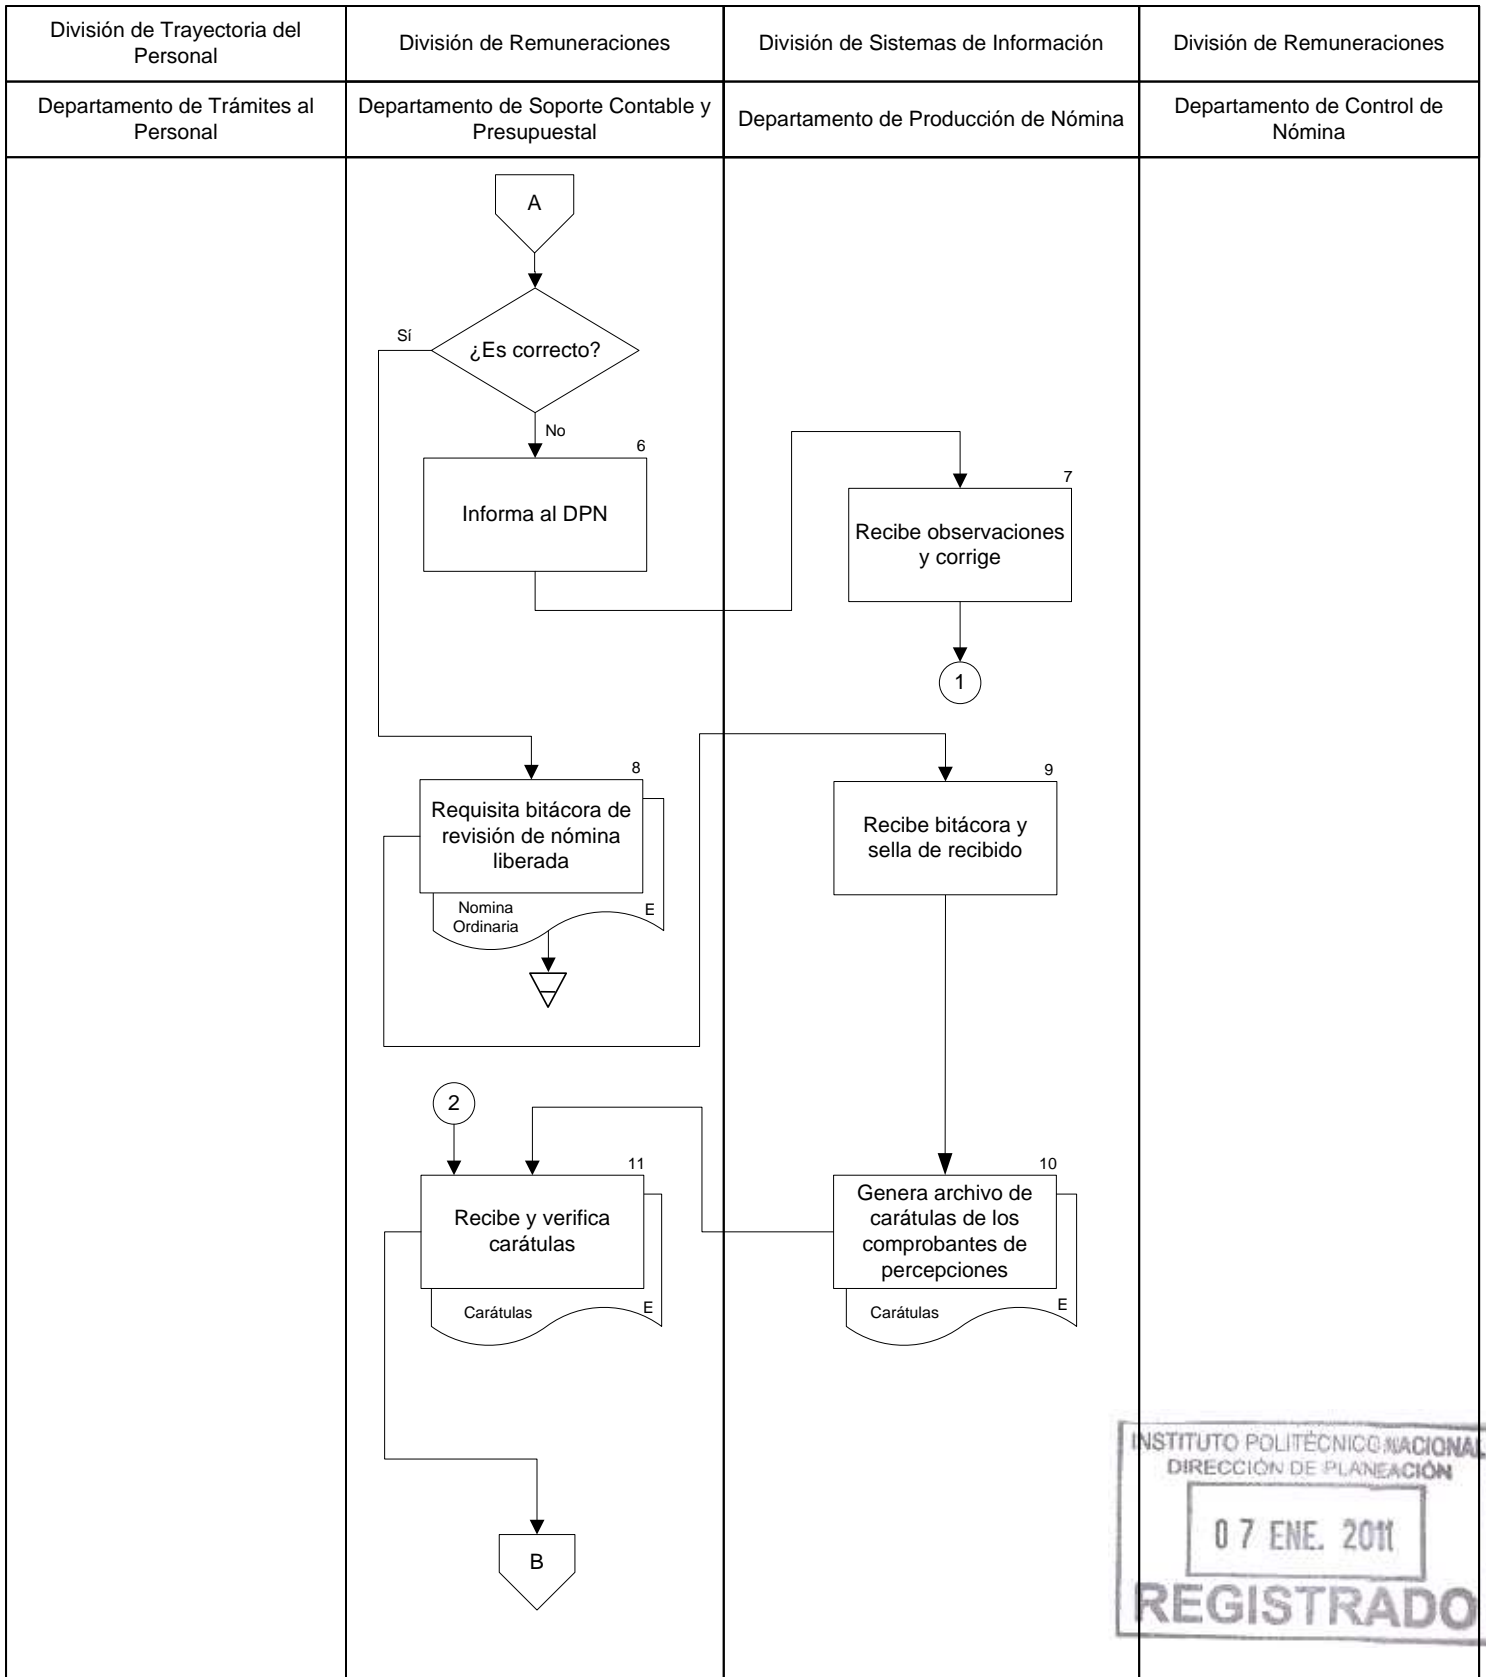 División de Trayectoria del
Personal
División de Remuneraciones
División de Sistemas de Información
División de Remuneraciones
Departamento de Trámites al
Personal
Departamento de Soporte Contable y
Presupuestal
Departamento de Producción de Nómina
Departamento de Control de
Nómina
A
¿Es correcto?
Sí
No
6
Informa al DPN
7
Recibe observaciones
y corrige
1
8
Requisita bitácora de
revisión de nómina
liberada
Nomina
Ordinaria
E
9
Recibe bitácora y
sella de recibido
2
11
Recibe y verifica
carátulas
Carátulas
E
10
Genera archivo de
carátulas de los
comprobantes de
percepciones
Carátulas
E
B
INSTITUTO POLITÉCNICO NACIONAL
DIRECCIÓN DE PLANEACIÓN
07 ENE. 2011
REGISTRADO